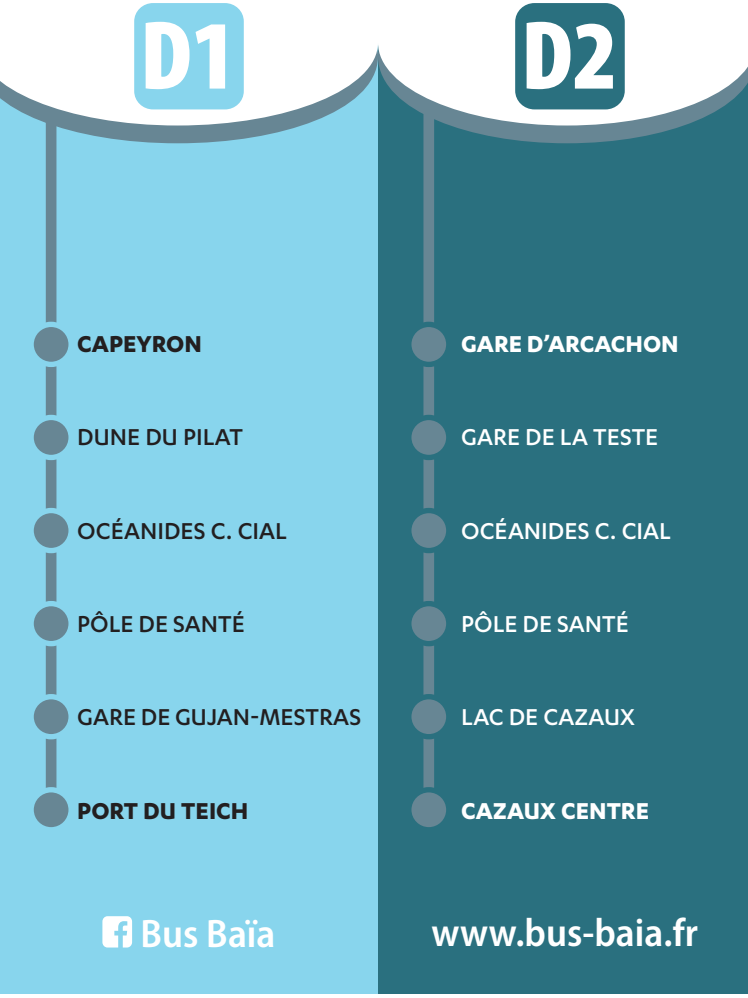 D1
CAPEYRON
DUNE DU PILAT
OCÉANIDES C. CIAL
PÔLE DE SANTÉ
GARE DE GUJAN-MESTRAS
PORT DU TEICH
Bus Baïa
D2
GARE D'ARCACHON
GARE DE LA TESTE
OCÉANIDES C. CIAL
PÔLE DE SANTÉ
LAC DE CAZAUX
CAZAUX CENTRE
www.bus-baia.fr